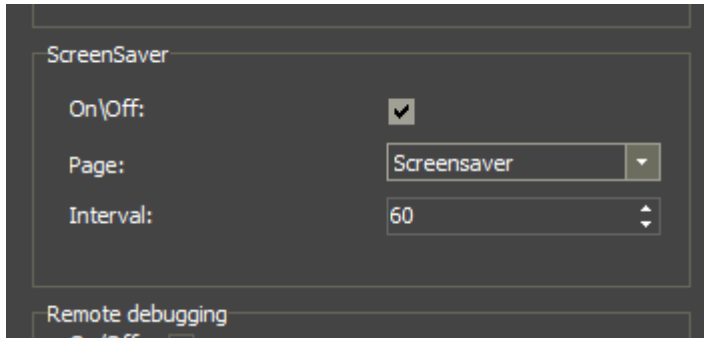 ScreenSaver
On\Off:
Page: Screensaver
Interval: 60
Remote debugging